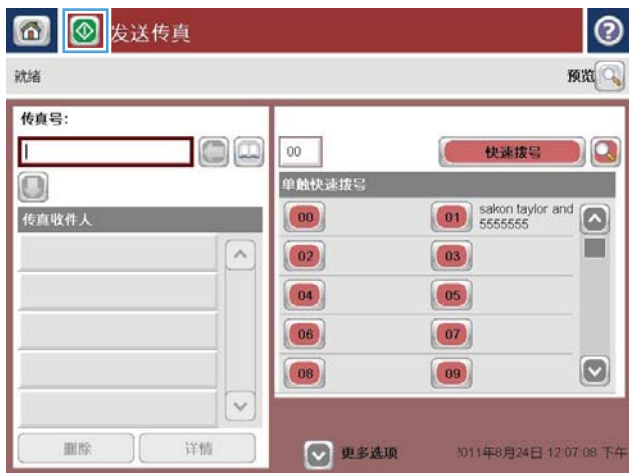 发送传真
就绪
预览
传真号:
00
快速拨号
单触快速拨号
传真收件人
00
01 sakon taylor and
5555555
02
03
04
05
06
07
08
09
删除
详情
更多选项
011年8月24日 12:07:08 下午